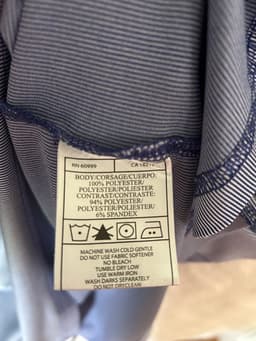 RN 60999
BODY/CORSAGE/CUERPO:
100% POLYESTER/
POLYESTER/POLIESTER
CONTRAST/CONTRASTE:
94% POLYESTER/
POLYESTER/POLIESTER
6% SPANDEX
MACHINE WASH COLD GENTLE
DO NOT USE FABRIC SOFTENER
NO BLEACH
TUMBLE DRY LOW
USE WARM IRON
WASH DARKS SEPARATELY
DO NOT DRYCLEAN